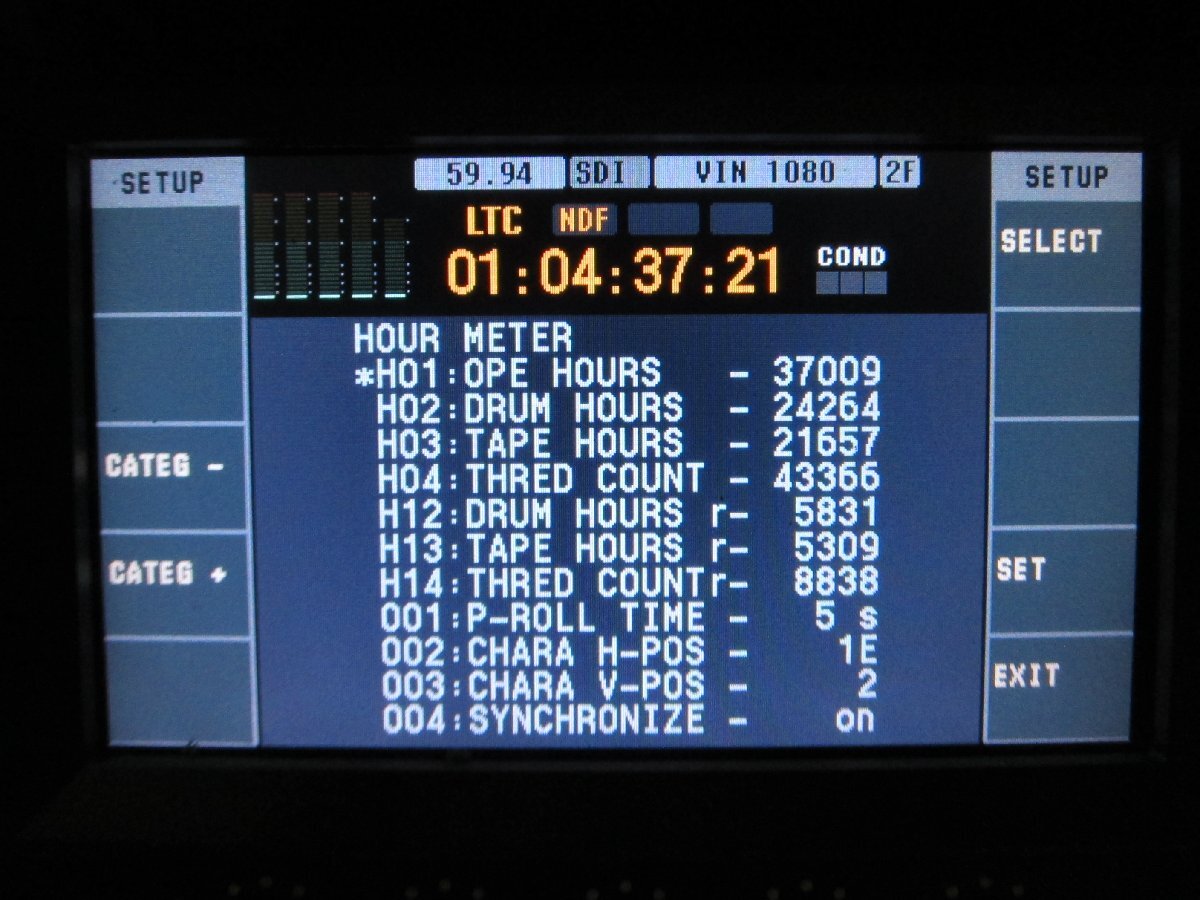 SETUP
59.94 SDI VIN 1080 2F
SETUP
LTC NDF
SELECT
01:04:37:21 COND
HOUR METER
*H01:OPE HOURS - 37009
H02:DRUM HOURS - 24264
H03:TAPE HOURS - 21657
CATEG -
H04:THRED COUNT - 43366
H12:DRUM HOURS r- 5831
H13:TAPE HOURS r- 5309
CATEG +
H14:THRED COUNTr- 8838
SET
001:P-ROLL TIME - 5 s
002:CHARA H-POS - 1E
003:CHARA V-POS - 2
EXIT
004:SYNCHRONIZE - on